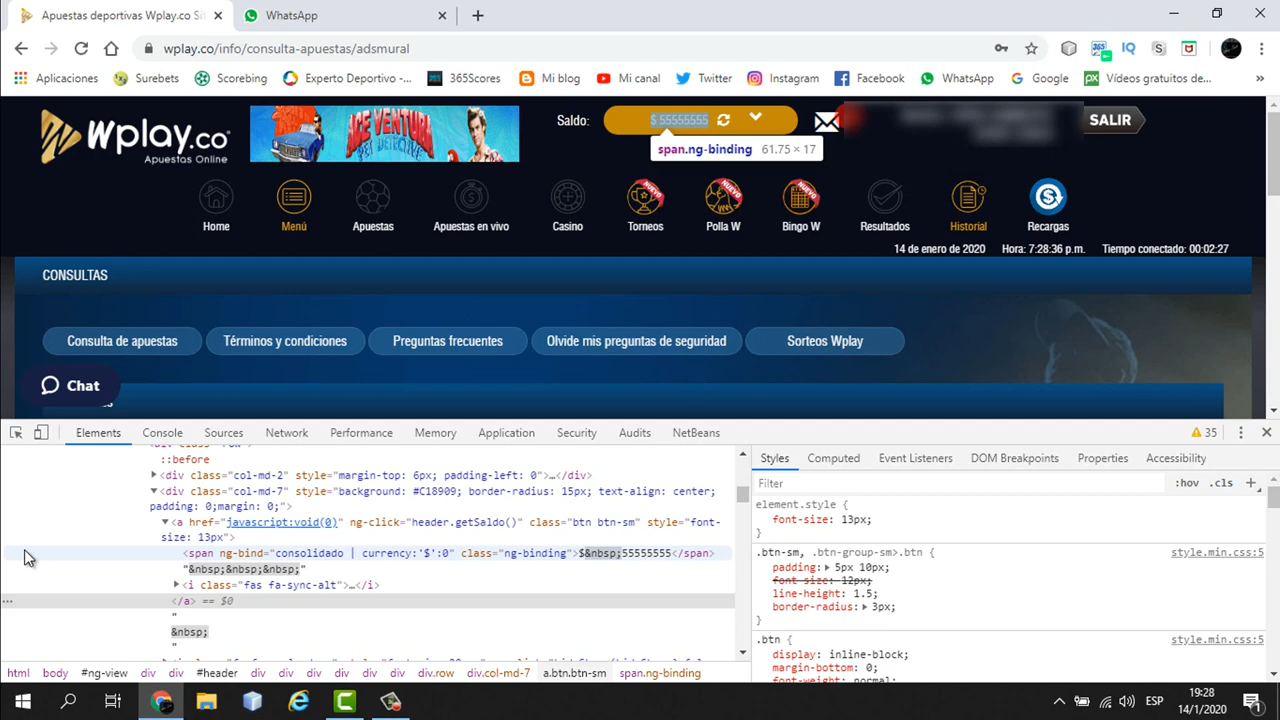 Apuestas deportivas Wplay.co Sit
WhatsApp
wplay.co/info/consulta-apuestas/adsmural
Aplicaciones
Surebets
Scorebing
Experto Deportivo -...
365Scores
Mi blog
Mi canal
Twitter
Instagram
Facebook
WhatsApp
Google
Vídeos gratuitos de...
Wplay.co
Apuestas Online
ACE VENTURA
PET DETECTIVE
Saldo:
$ 55555555
SALIR
span.ng-binding 61.75 × 17
Home
Menú
Apuestas
Apuestas en vivo
Casino
NUEVO
Torneos
NUEVO
Polla W
NUEVO
Bingo W
Resultados
Historial
Recargas
14 de enero de 2020
Hora: 7:28:36 p.m.
Tiempo conectado: 00:02:27
CONSULTAS
Consulta de apuestas
Términos y condiciones
Preguntas frecuentes
Olvide mis preguntas de seguridad
Sorteos Wplay
Chat
Elements
Console
Sources
Network
Performance
Memory
Application
Security
Audits
NetBeans
35
::before
<div class="col-md-2" style="margin-top: 6px; padding-left: 0">…</div>
<div class="col-md-7" style="background: #C18909; border-radius: 15px; text-align: center;
padding: 0;margin: 0;">
<a href="javascript:void(0)" ng-click="header.getSaldo()" class="btn btn-sm" style="font-
size: 13px">
<span ng-bind="consolidado | currency:'$':0" class="ng-binding">$&nbsp;55555555</span>
"&nbsp;&nbsp;&nbsp;"
<i class="fas fa-sync-alt">…</i>
</a> == $0
"
&nbsp;
"
html
body
#ng-view
div
#header
div
div
div
div.row
div.col-md-7
a.btn.btn-sm
span.ng-binding
Styles
Computed
Event Listeners
DOM Breakpoints
Properties
Accessibility
Filter
:hov
.cls
element.style {
font-size: 13px;
}
.btn-sm, .btn-group-sm>.btn {
style.min.css:5
padding: 5px 10px;
font-size: 12px;
line-height: 1.5;
border-radius: 3px;
}
.btn {
style.min.css:5
display: inline-block;
margin-bottom: 0;
font-weight: normal;
ESP
19:28
14/1/2020
1